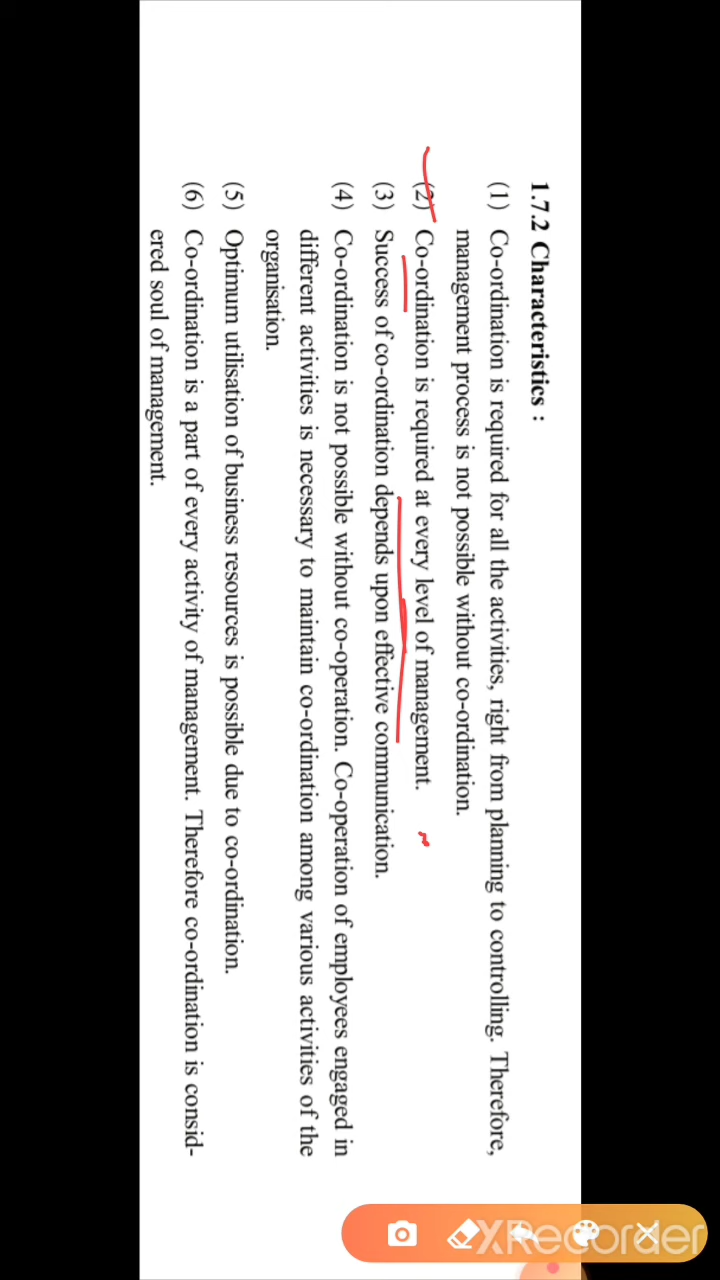 1.7.2 Characteristics :
(1) Co-ordination is required for all the activities, right from planning to controlling. Therefore,
management process is not possible without co-ordination.
(2) Co-ordination is required at every level of management.
(3) Success of co-ordination depends upon effective communication.
(4) Co-ordination is not possible without co-operation. Co-operation of employees engaged in
different activities is necessary to maintain co-ordination among various activities of the
organisation.
(5) Optimum utilisation of business resources is possible due to co-ordination.
(6) Co-ordination is a part of every activity of management. Therefore co-ordination is consid-
ered soul of management.
XRecorder